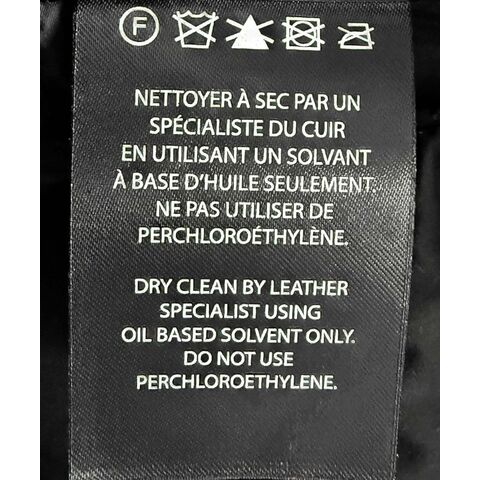 F
NETTOYER À SEC PAR UN
SPÉCIALISTE DU CUIR
EN UTILISANT UN SOLVANT
À BASE D'HUILE SEULEMENT.
NE PAS UTILISER DE
PERCHLOROÉTHYLÈNE.
DRY CLEAN BY LEATHER
SPECIALIST USING
OIL BASED SOLVENT ONLY.
DO NOT USE
PERCHLOROETHYLENE.